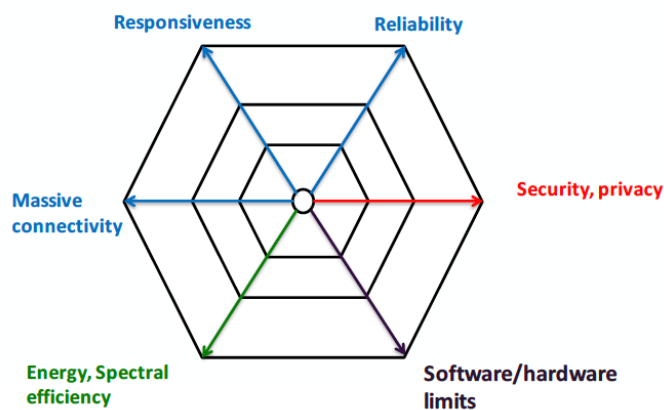 Responsiveness
Reliability
Massive
connectivity
Security, privacy
Energy, Spectral
efficiency
Software/hardware
limits